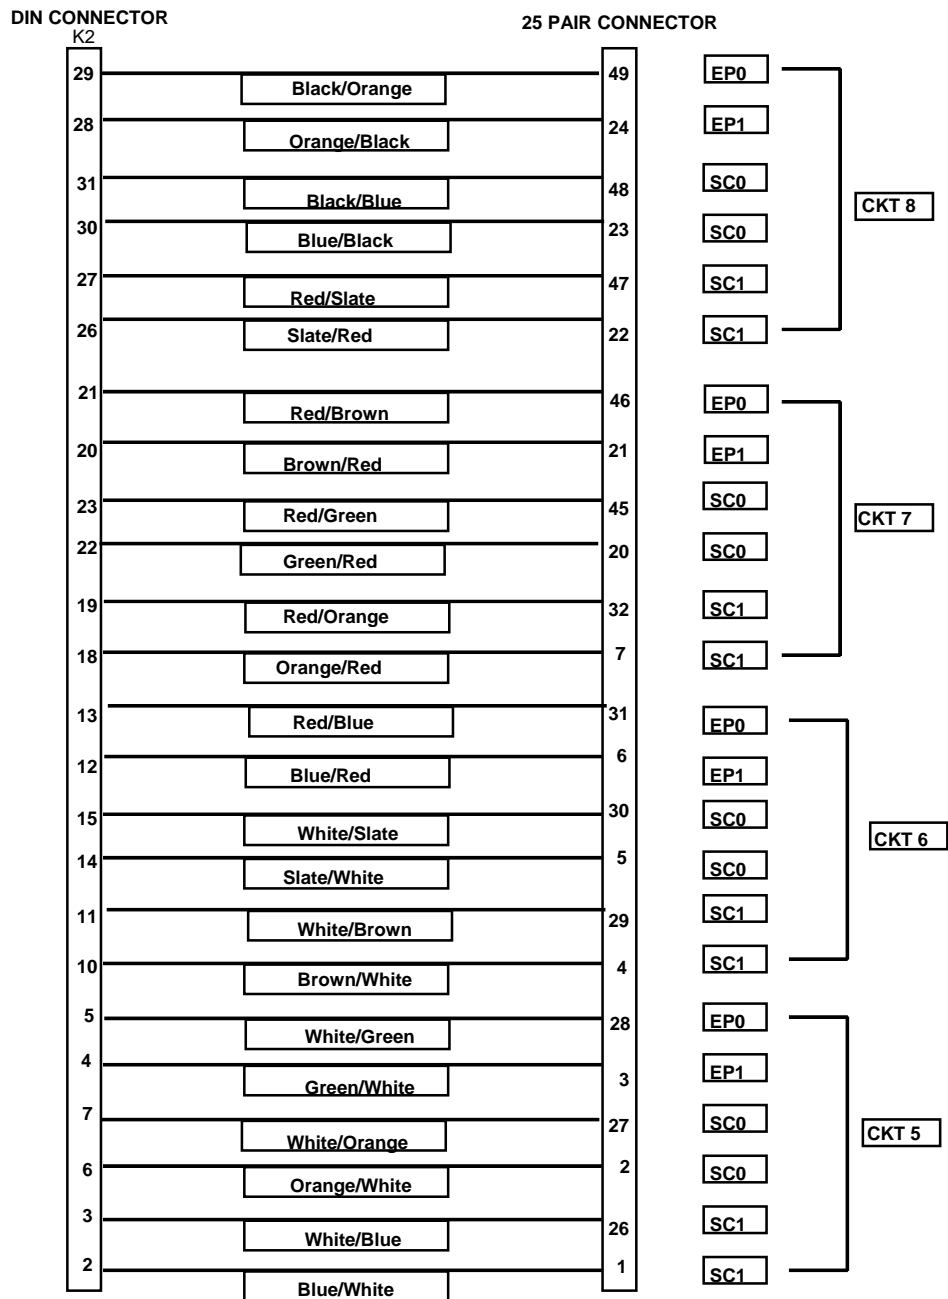 DIN CONNECTOR
K2
25 PAIR CONNECTOR
29 Black/Orange 49 EP0
28 Orange/Black 24 EP1
31 Black/Blue 48 SC0
CKT 8
30 Blue/Black 23 SC0
27 Red/Slate 47 SC1
26 Slate/Red 22 SC1
21 Red/Brown 46 EP0
20 Brown/Red 21 EP1
23 Red/Green 45 SC0
CKT 7
22 Green/Red 20 SC0
19 Red/Orange 32 SC1
18 Orange/Red 7 SC1
13 Red/Blue 31 EP0
12 Blue/Red 6 EP1
15 White/Slate 30 SC0
CKT 6
14 Slate/White 5 SC0
11 White/Brown 29 SC1
10 Brown/White 4 SC1
5 White/Green 28 EP0
4 Green/White 3 EP1
7 White/Orange 27 SC0
CKT 5
6 Orange/White 2 SC0
3 White/Blue 26 SC1
2 Blue/White 1 SC1